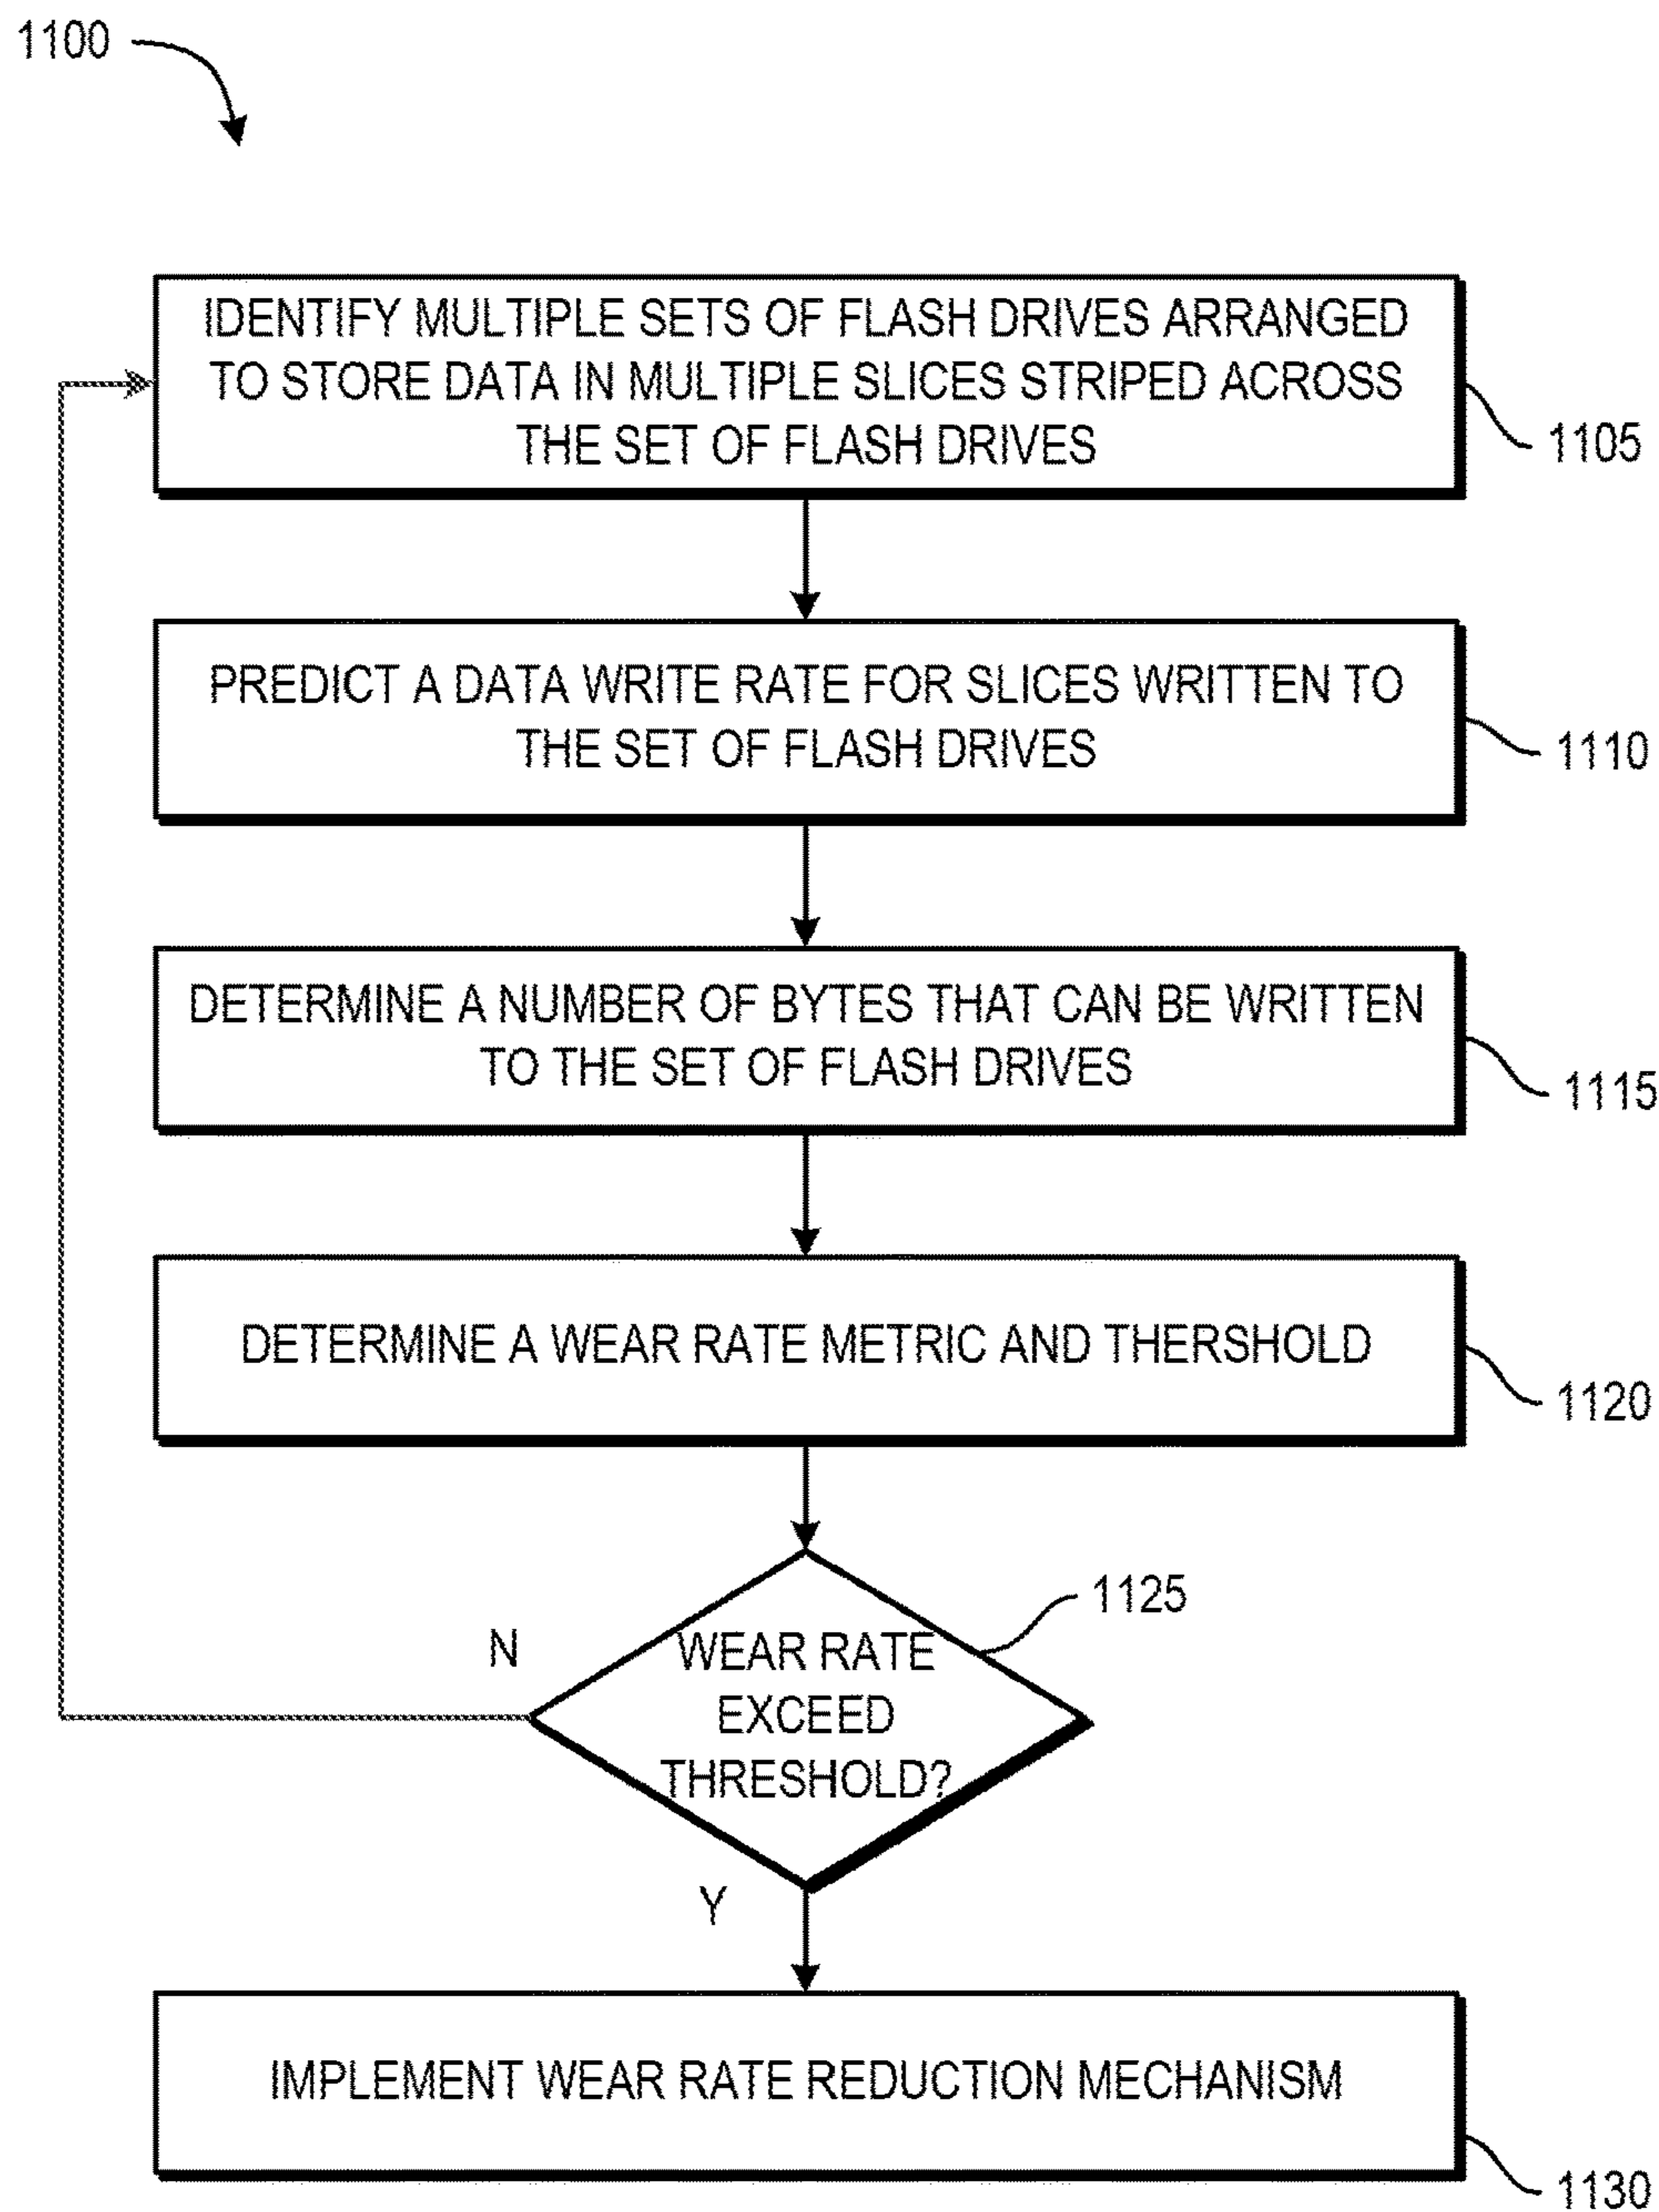 1100
IDENTIFY MULTIPLE SETS OF FLASH DRIVES ARRANGED
TO STORE DATA IN MULTIPLE SLICES STRIPED ACROSS
THE SET OF FLASH DRIVES
1105
PREDICT A DATA WRITE RATE FOR SLICES WRITTEN TO
THE SET OF FLASH DRIVES
1110
DETERMINE A NUMBER OF BYTES THAT CAN BE WRITTEN
TO THE SET OF FLASH DRIVES
1115
DETERMINE A WEAR RATE METRIC AND THERSHOLD
1120
1125
N
WEAR RATE
EXCEED
THRESHOLD?
Y
IMPLEMENT WEAR RATE REDUCTION MECHANISM
1130